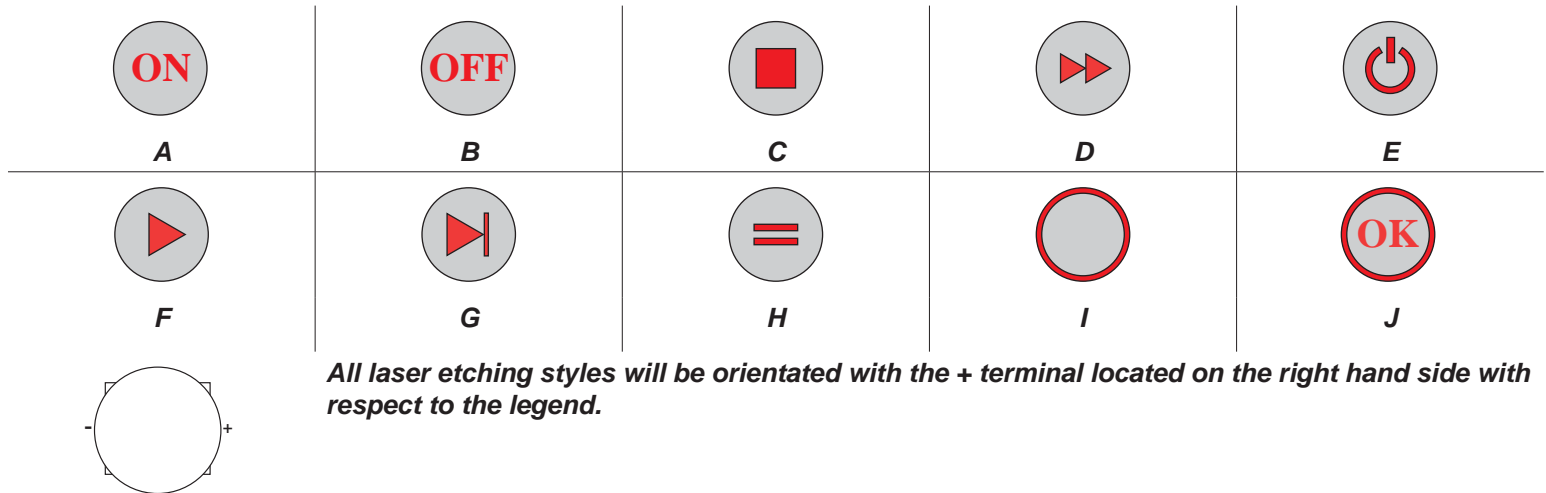 ON OFF
A B C D E
OK
F G H I J
All laser etching styles will be orientated with the + terminal located on the right hand side with
respect to the legend.
- +